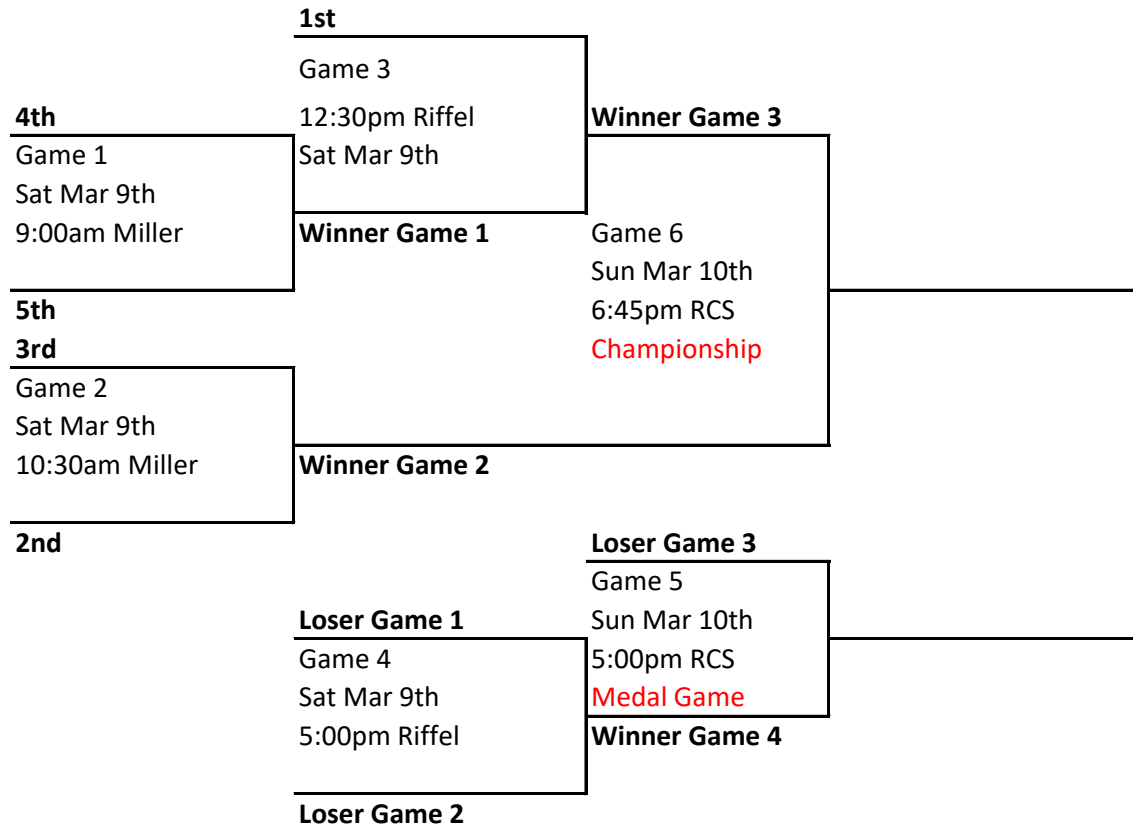 1st
Game 3
12:30pm Riffel
Sat Mar 9th
4th
Game 1
Sat Mar 9th
9:00am Miller
5th
Winner Game 1
Winner Game 3
Game 6
Sun Mar 10th
6:45pm RCS
Championship
3rd
Game 2
Sat Mar 9th
10:30am Miller
2nd
Winner Game 2
Loser Game 3
Game 5
Sun Mar 10th
5:00pm RCS
Medal Game
Winner Game 4
Loser Game 1
Game 4
Sat Mar 9th
5:00pm Riffel
Loser Game 2